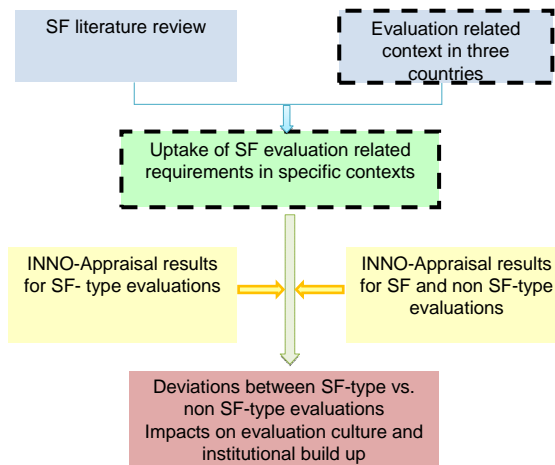 SF literature review
Evaluation related
context in three
countries
Uptake of SF evaluation related
requirements in specific contexts
INNO-Appraisal results
for SF- type evaluations
INNO-Appraisal results
for SF and non SF-type
evaluations
Deviations between SF-type vs.
non SF-type evaluations
Impacts on evaluation culture and
institutional build up